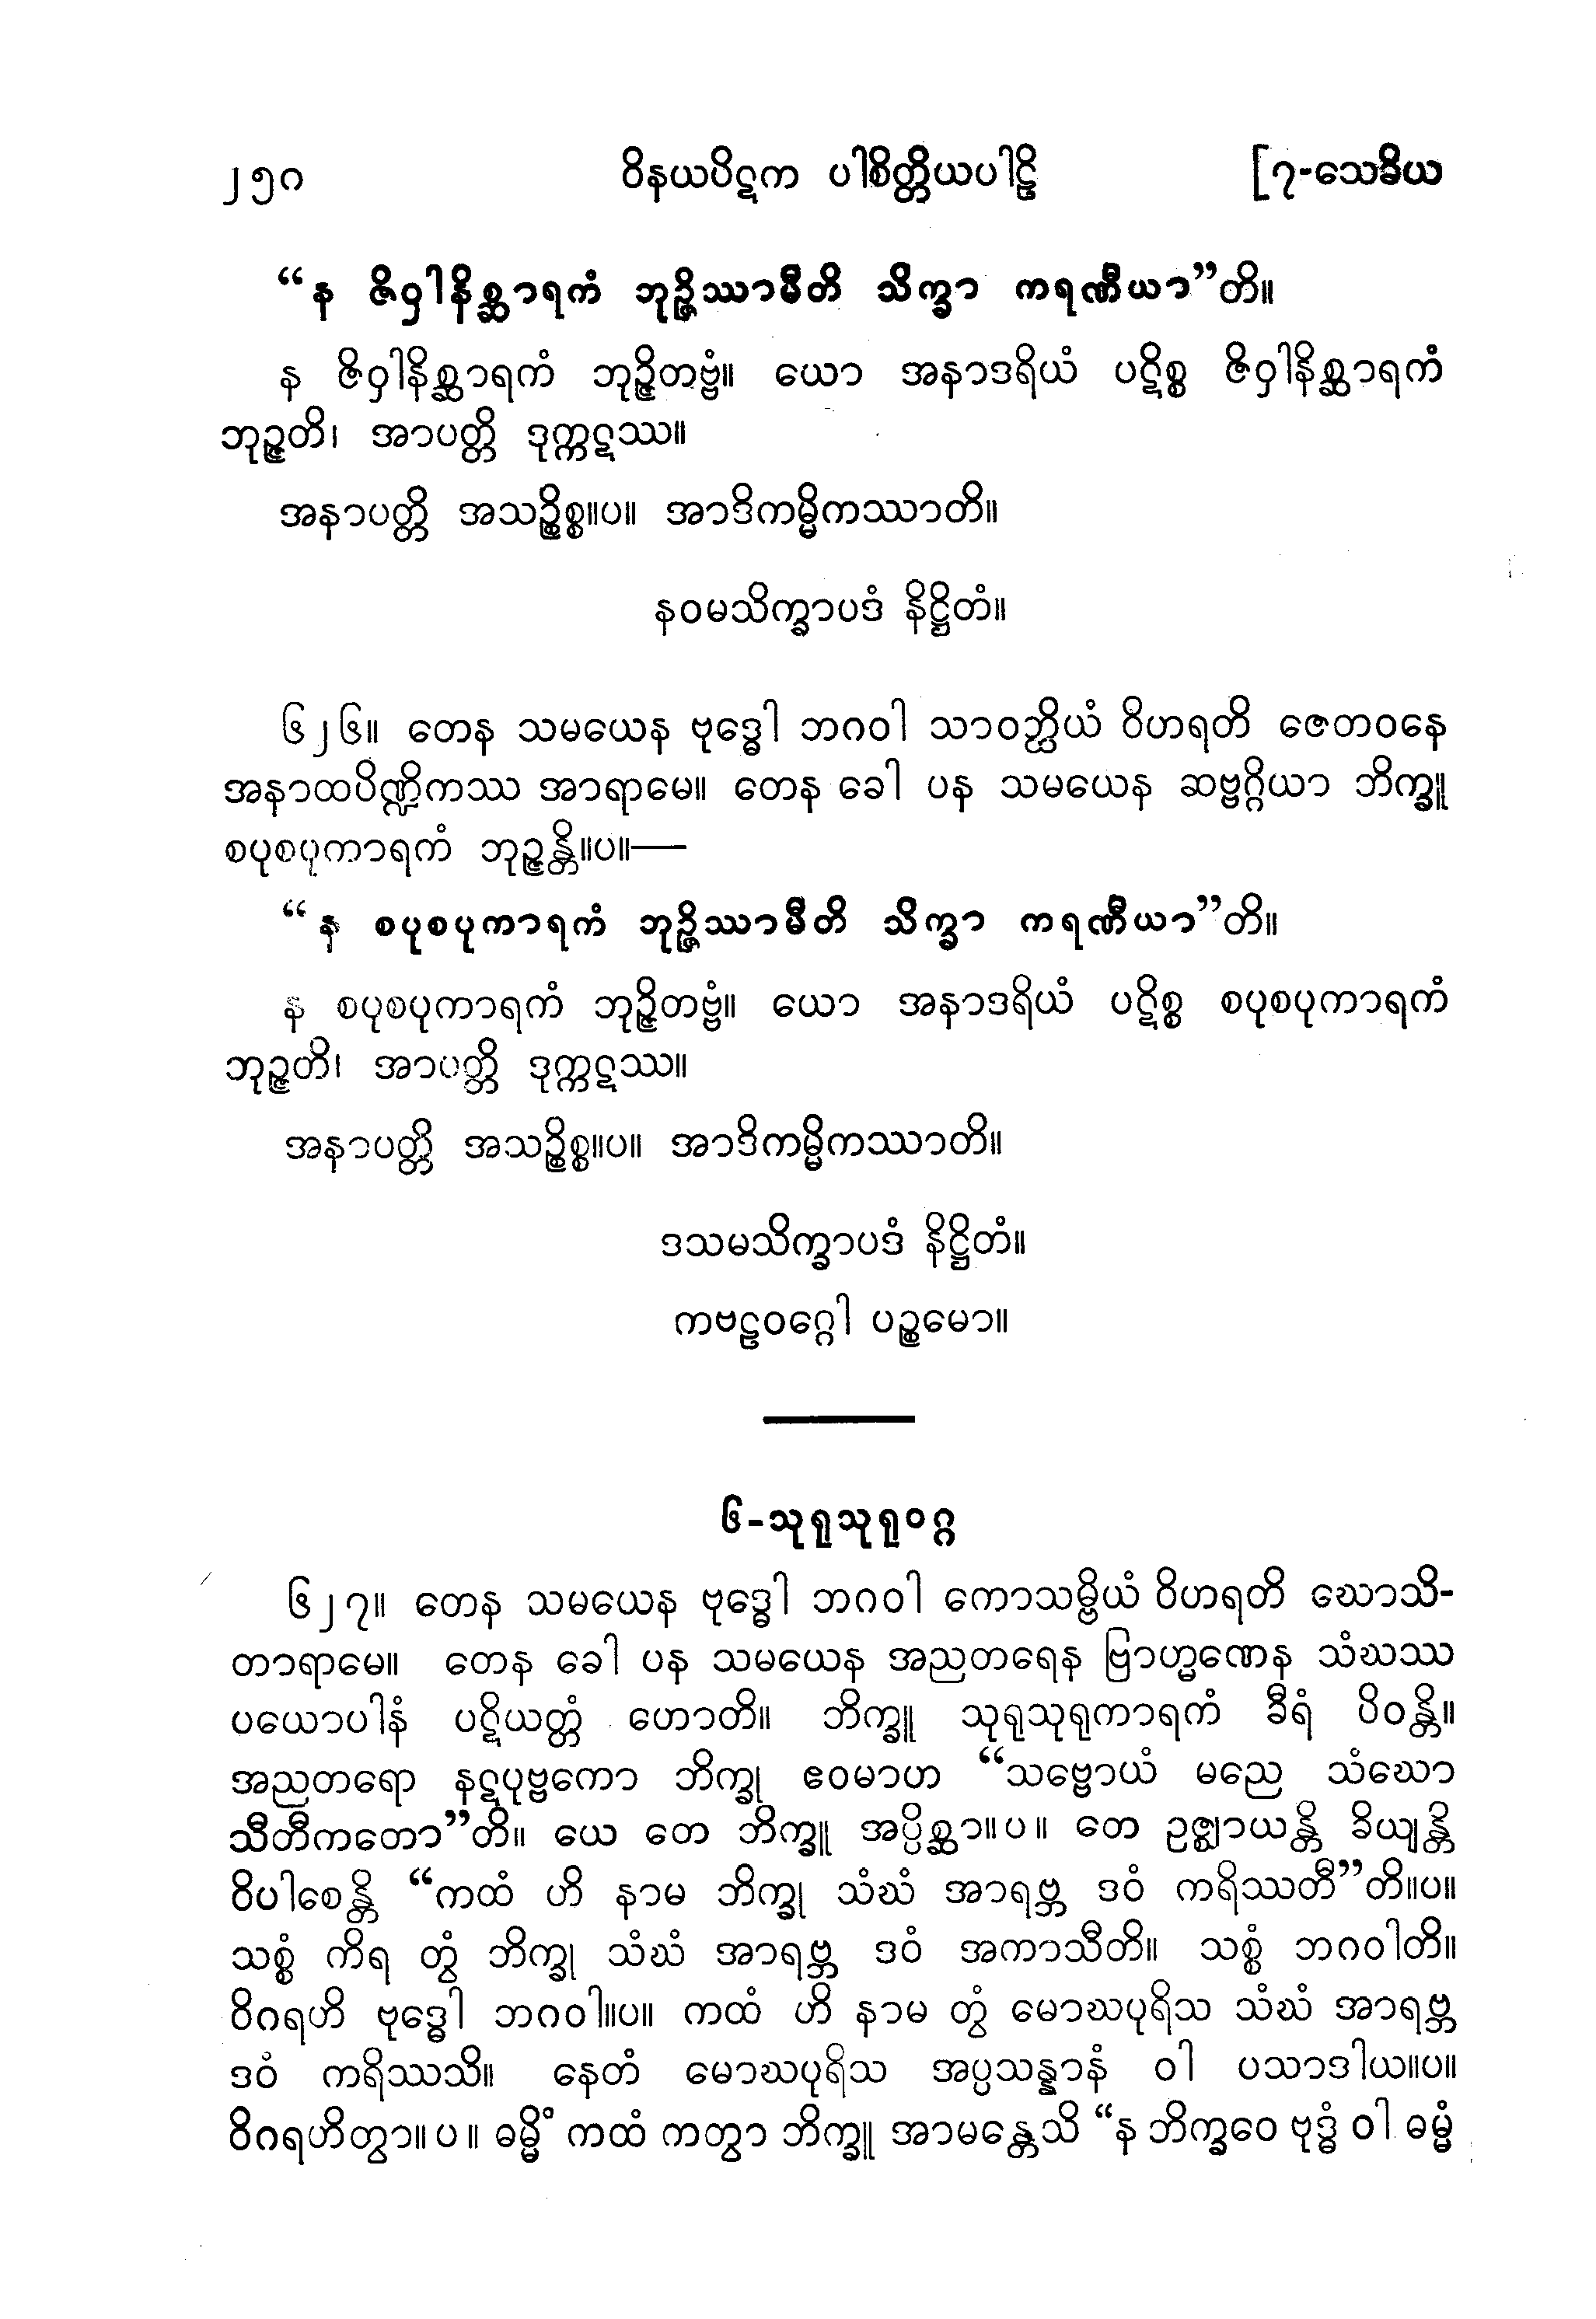 ၂၅၀ ဝိနယပိဋက ပါစိတ္တိယပါဠိ [၇-သေခိယ
“န ဇိဝှါနိစ္ဆာရကံ ဘုဉ္ဇိဿာမီတိ သိက္ခာ ကရဏီယာ”တိ။
န ဇိဝှါနိစ္ဆာရကံ ဘုဉ္ဇိတဗ္ဗံ။ ယော အနာဒရိယံ ပဋိစ္စ ဇိဝှါနိစ္ဆာရကံ
ဘုဉ္ဇတိ၊ အာပတ္တိ ဒုက္ကဋဿ။
အနာပတ္တိ အသဉ္စိစ္စ။ပ။ အာဒိကမ္မိကဿာတိ။
နဝမသိက္ခာပဒံ နိဋ္ဌိတံ။
၆၂၆။ တေန သမယေန ဗုဒ္ဓေါ ဘဂဝါ သာဝတ္ထိယံ ဝိဟရတိ ဇေတဝနေ
အနာထပိဏ္ဍိကဿ အာရာမေ။ တေန ခေါ ပန သမယေန ဆဗ္ဗဂ္ဂိယာ ဘိက္ခူ
စပုစပုကာရကံ ဘုဉ္ဇန္တိ။ပ။—
“န စပုစပုကာရကံ ဘုဉ္ဇိဿာမီတိ သိက္ခာ ကရဏီယာ”တိ။
န စပုစပုကာရကံ ဘုဉ္ဇိတဗ္ဗံ။ ယော အနာဒရိယံ ပဋိစ္စ စပုစပုကာရကံ
ဘုဉ္ဇတိ၊ အာပတ္တိ ဒုက္ကဋဿ။
အနာပတ္တိ အသဉ္စိစ္စ။ပ။ အာဒိကမ္မိကဿာတိ။
ဒသမသိက္ခာပဒံ နိဋ္ဌိတံ။
ကဗဠဝဂ္ဂေါ ပဉ္စမော။
၆-သုရုသုရုဝဂ္ဂ
၆၂၇။ တေန သမယေန ဗုဒ္ဓေါ ဘဂဝါ ကောသမ္ဗိယံ ဝိဟရတိ ဃောသိ-
တာရာမေ။ တေန ခေါ ပန သမယေန အညတရေန ဗြာဟ္မဏေန သံဃဿ
ပယောပါနံ ပဋိယတ္တံ ဟောတိ။ ဘိက္ခူ သုရုသုရုကာရကံ ခီရံ ပိဝန္တိ။
အညတရော နဋပုဗ္ဗကော ဘိက္ခု ဧဝမာဟ “သဗ္ဗောယံ မညေ သံဃော
သီတီကတော”တိ။ ယေ တေ ဘိက္ခူ အပ္ပိစ္ဆာ။ပ။ တေ ဥဇ္ဈာယန္တိ ခိယျန္တိ
ဝိပါစေန္တိ “ကထံ ဟိ နာမ ဘိက္ခု သံဃံ အာရဗ္ဘ ဒဝံ ကရိဿတီ”တိ။ပ။
သစ္စံ ကိရ တွံ ဘိက္ခု သံဃံ အာရဗ္ဘ ဒဝံ အကာသီတိ။ သစ္စံ ဘဂဝါတိ။
ဝိဂရဟိ ဗုဒ္ဓေါ ဘဂဝါ။ပ။ ကထံ ဟိ နာမ တွံ မောဃပုရိသ သံဃံ အာရဗ္ဘ
ဒဝံ ကရိဿသိ။ နေတံ မောဃပုရိသ အပ္ပသန္နာနံ ဝါ ပသာဒါယ။ပ။
ဝိဂရဟိတွာ။ပ။ ဓမ္မိံ ကထံ ကတွာ ဘိက္ခူ အာမန္တေသိ “န ဘိက္ခဝေ ဗုဒ္ဓံ ဝါ ဓမ္မံ